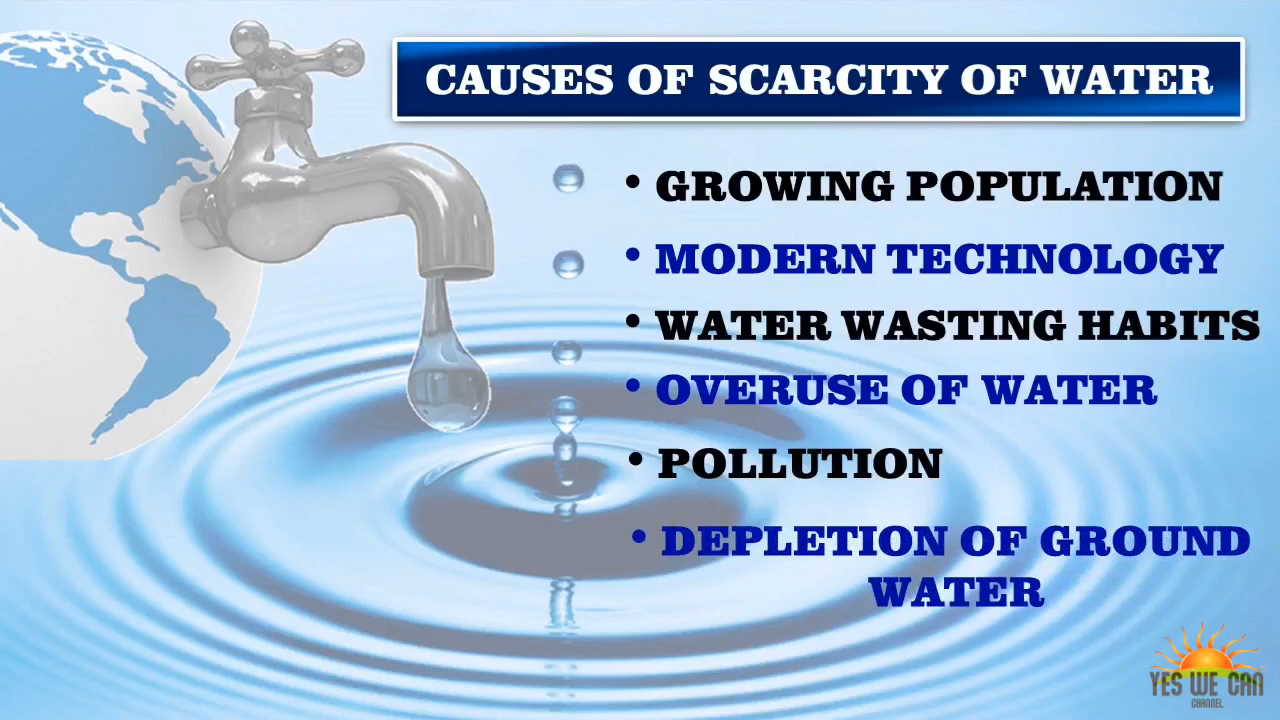 CAUSES OF SCARCITY OF WATER
• GROWING POPULATION
• MODERN TECHNOLOGY
• WATER WASTING HABITS
• OVERUSE OF WATER
• POLLUTION
• DEPLETION OF GROUND
WATER
YES WE CAN
CHANNEL